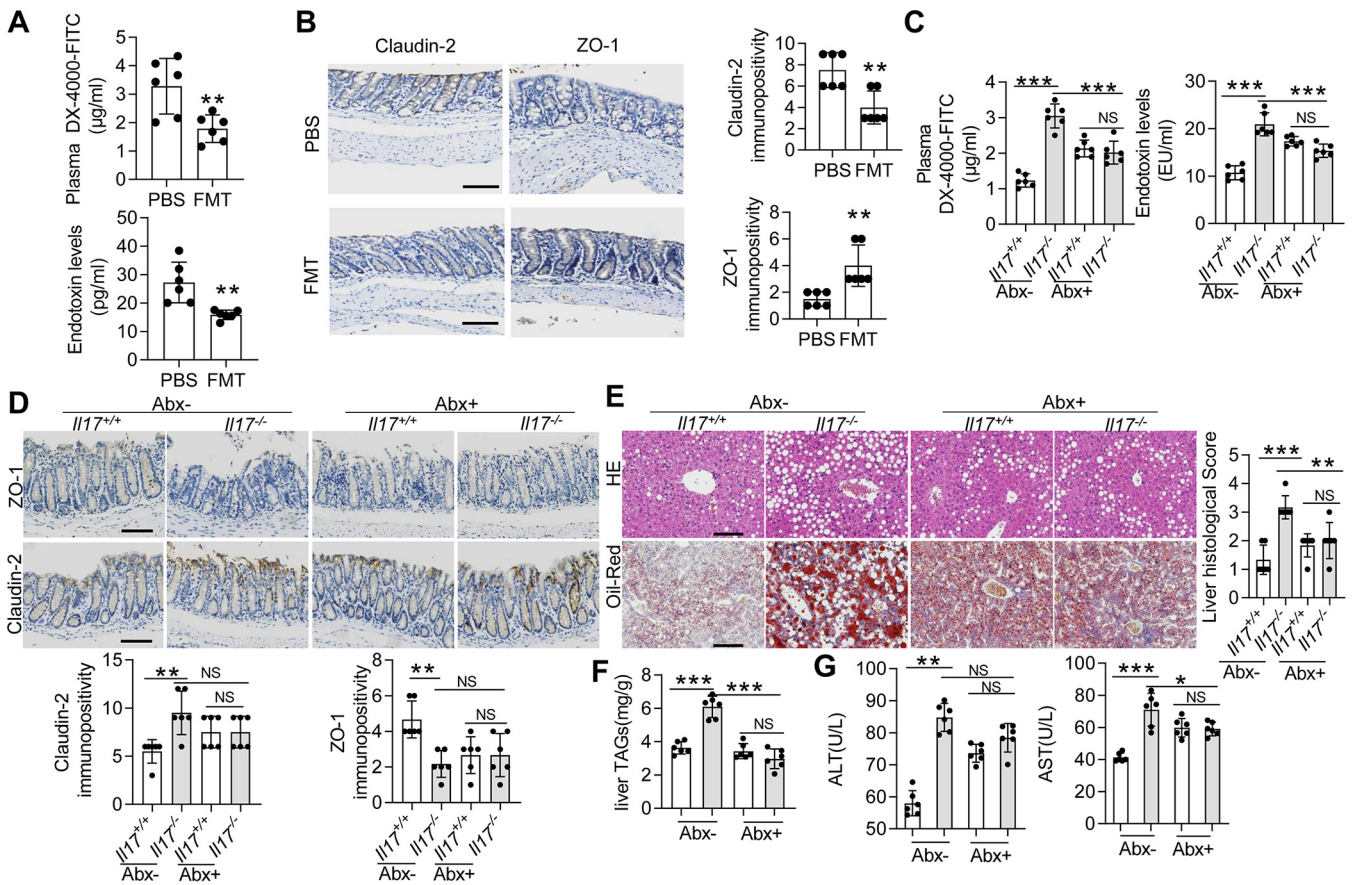 A
Plasma DX-4000-FITC
(μg/ml)
5
4
3
2
1
0
**
PBS FMT
Endotoxin levels
(pg/ml)
50
40
30
20
10
0
**
PBS FMT
B
Claudin-2 ZO-1
PBS
FMT
Claudin-2
immunopositivity
10
8
6
4
2
0
**
PBS FMT
ZO-1
immunopositivity
8
6
4
2
0
**
PBS FMT
C
Plasma
DX-4000-FITC
(μg/ml)
4
3
2
1
0
*** ***
NS
Il17+/+ Il17-/- Il17+/+ Il17-/-
Abx- Abx+
Endotoxin levels
(EU/ml)
30
20
10
0
*** ***
NS
Il17+/+ Il17-/- Il17+/+ Il17-/-
Abx- Abx+
D
Abx- Abx+
Il17+/+ Il17-/- Il17+/+ Il17-/-
ZO-1
Claudin-2
Claudin-2
immunopositivity
15
10
5
0
** NS
NS
Il17+/+ Il17-/- Il17+/+ Il17-/-
Abx- Abx+
ZO-1
immunopositivity
8
6
4
2
0
** NS
NS
Il17+/+ Il17-/- Il17+/+ Il17-/-
Abx- Abx+
E
Abx- Abx+
Il17+/+ Il17-/- Il17+/+ Il17-/-
HE
Oil-Red
Liver histological Score
5
4
3
2
1
0
*** **
NS
Il17+/+ Il17-/- Il17+/+ Il17-/-
Abx- Abx+
F
liver TAGs(mg/g)
8
6
4
2
0
*** ***
NS
Abx- Abx+
G
ALT(U/L)
100
90
80
70
60
50
** NS
NS
Abx- Abx+
AST(U/L)
100
80
60
40
20
0
*** *
NS
Abx- Abx+